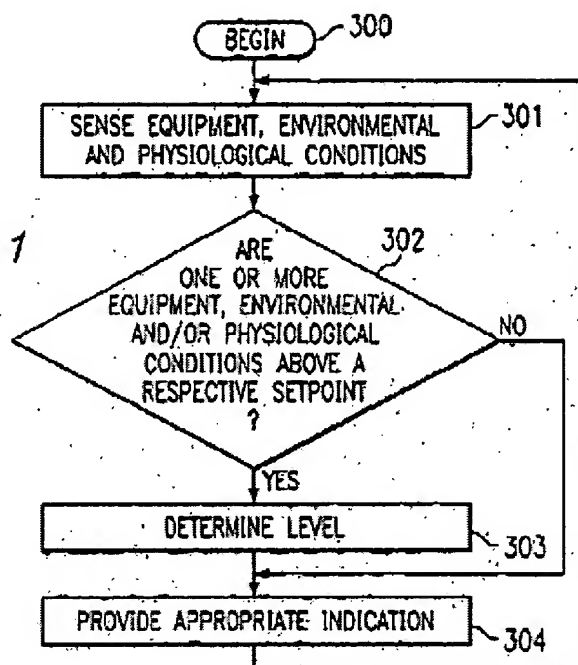 BEGIN
300
SENSE EQUIPMENT, ENVIRONMENTAL
AND PHYSIOLOGICAL CONDITIONS
301
1
302
ARE
ONE OR MORE
EQUIPMENT, ENVIRONMENTAL
AND/OR PHYSIOLOGICAL
CONDITIONS ABOVE A
RESPECTIVE SETPOINT
?
NO
YES
DETERMINE LEVEL
303
PROVIDE APPROPRIATE INDICATION
304